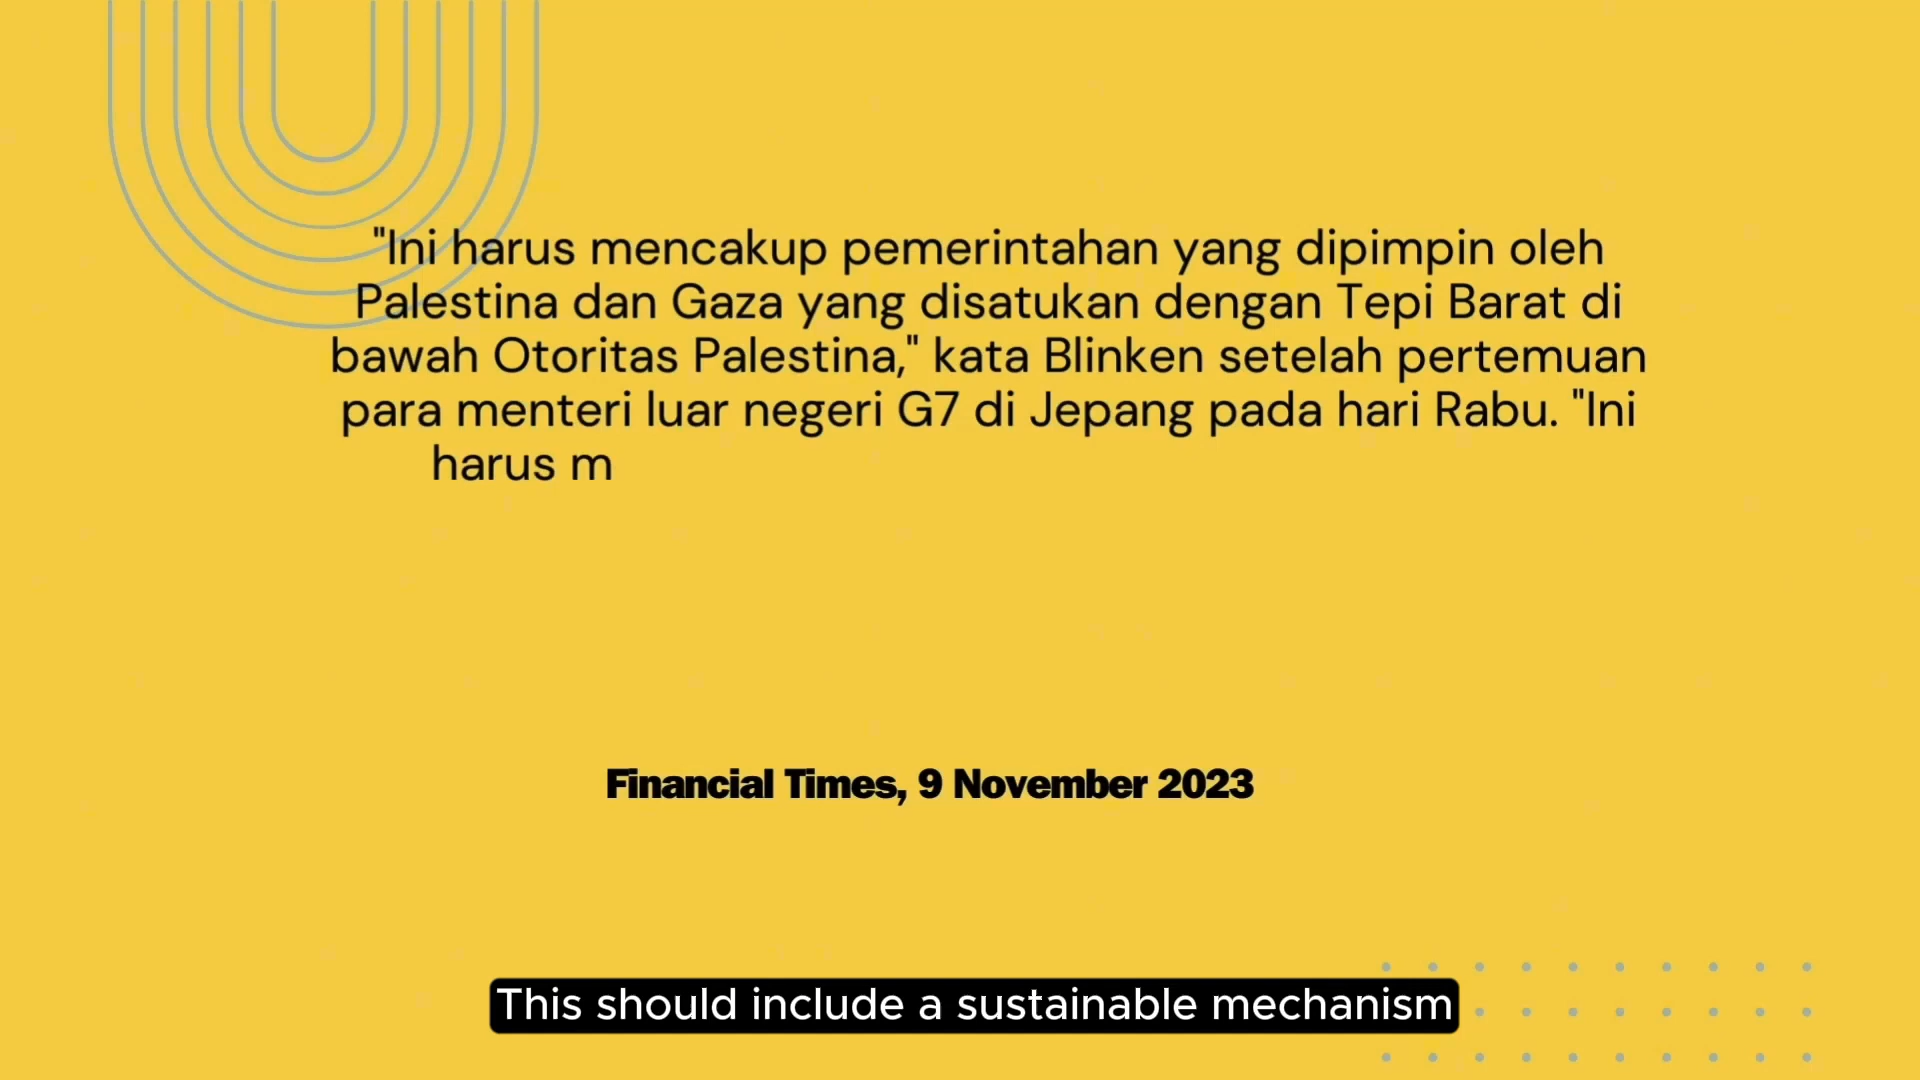 "Ini harus mencakup pemerintahan yang dipimpin oleh
Palestina dan Gaza yang disatukan dengan Tepi Barat di
bawah Otoritas Palestina," kata Blinken setelah pertemuan
para menteri luar negeri G7 di Jepang pada hari Rabu. "Ini
harus m
Financial Times, 9 November 2023
This should include a sustainable mechanism